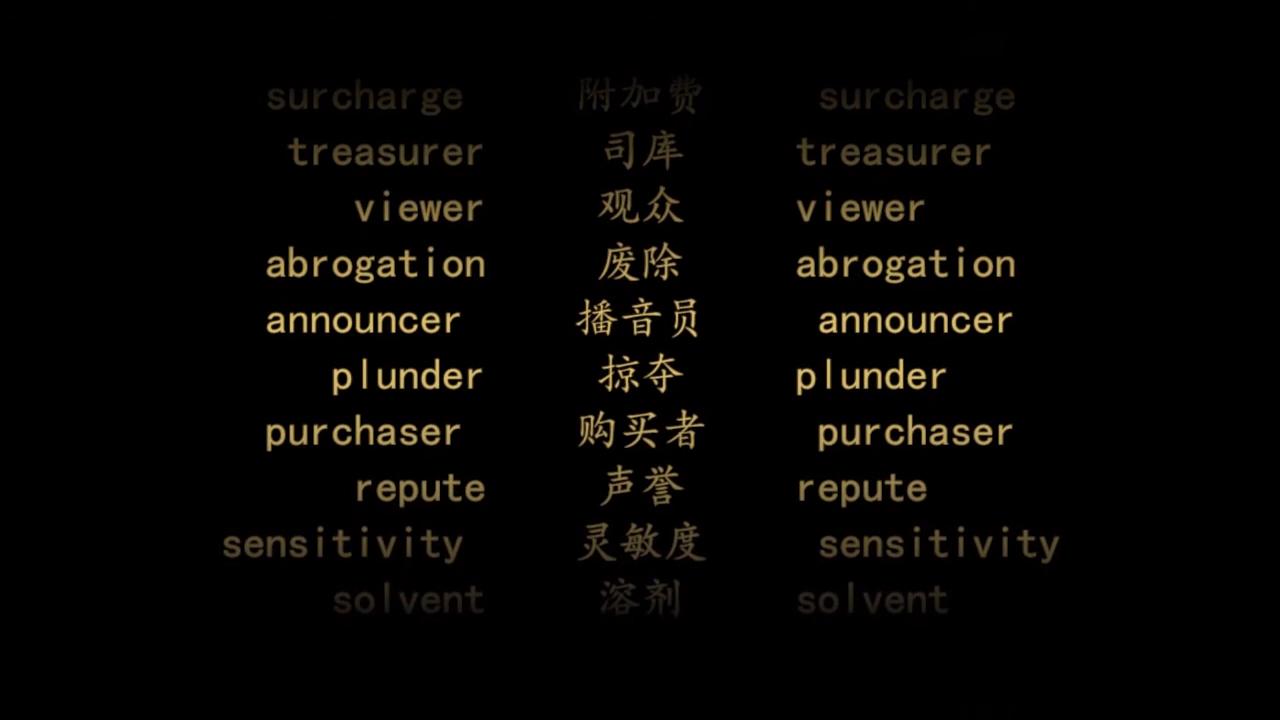 surcharge 附加费 surcharge
treasurer 司库 treasurer
viewer 观众 viewer
abrogation 废除 abrogation
announcer 播音员 announcer
plunder 掠夺 plunder
purchaser 购买者 purchaser
repute 声誉 repute
sensitivity 灵敏度 sensitivity
solvent 溶剂 solvent